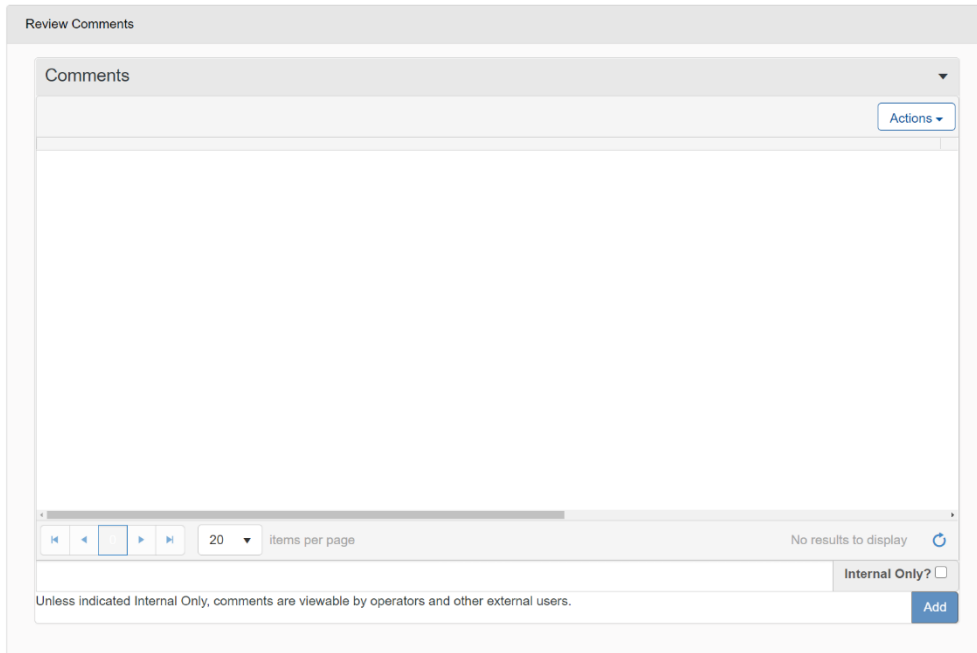 Review Comments
Comments
Actions
20 items per page No results to display
Internal Only?
Unless indicated Internal Only, comments are viewable by operators and other external users.
Add